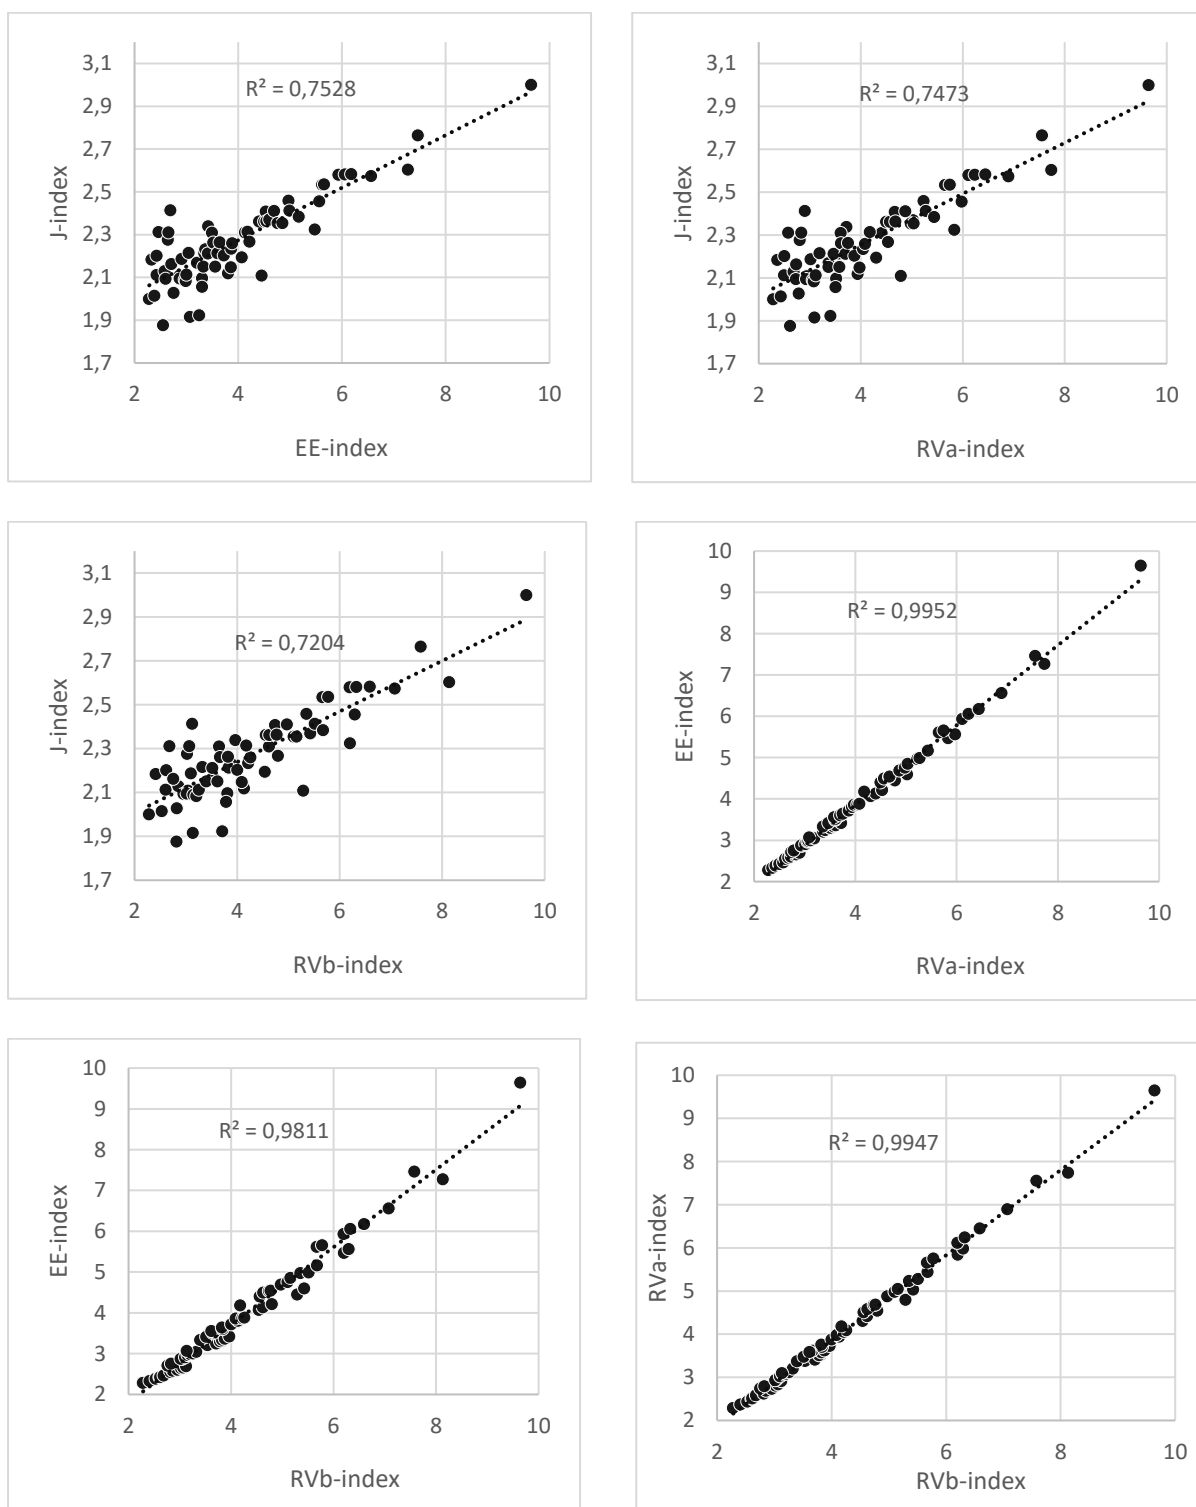 3,1
2,9
2,7
2,5
2,3
2,1
1,9
1,7
J-index
R² = 0,7528
2 4 6 8 10
EE-index
3,1
2,9
2,7
2,5
2,3
2,1
1,9
1,7
J-index
R² = 0,7473
2 4 6 8 10
RVa-index
3,1
2,9
2,7
2,5
2,3
2,1
1,9
1,7
J-index
R² = 0,7204
2 4 6 8 10
RVb-index
10
9
8
7
6
5
4
3
2
EE-index
R² = 0,9952
2 4 6 8 10
RVa-index
10
9
8
7
6
5
4
3
2
EE-index
R² = 0,9811
2 4 6 8 10
RVb-index
10
9
8
7
6
5
4
3
2
RVa-index
R² = 0,9947
2 4 6 8 10
RVb-index